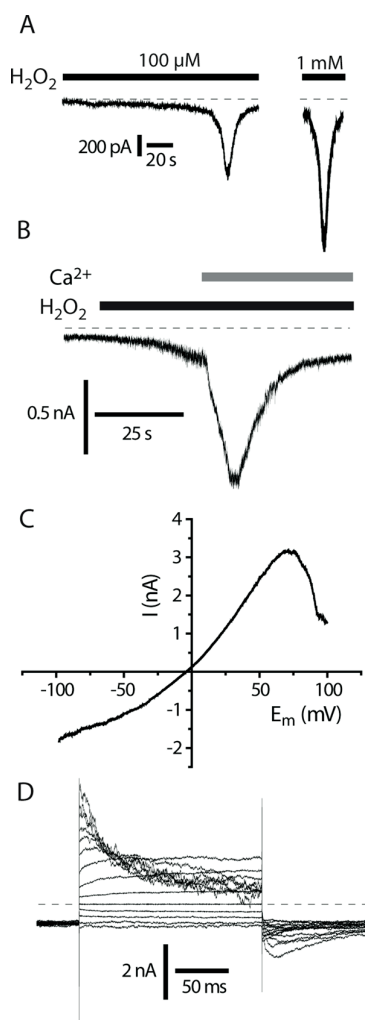 A
100 µM
1 mM
H₂O₂
200 pA
20 s
B
Ca²⁺
H₂O₂
0.5 nA
25 s
C
4
3
2
1
-1
-2
I (nA)
-100 -50 50 100
Eₘ (mV)
D
2 nA
50 ms